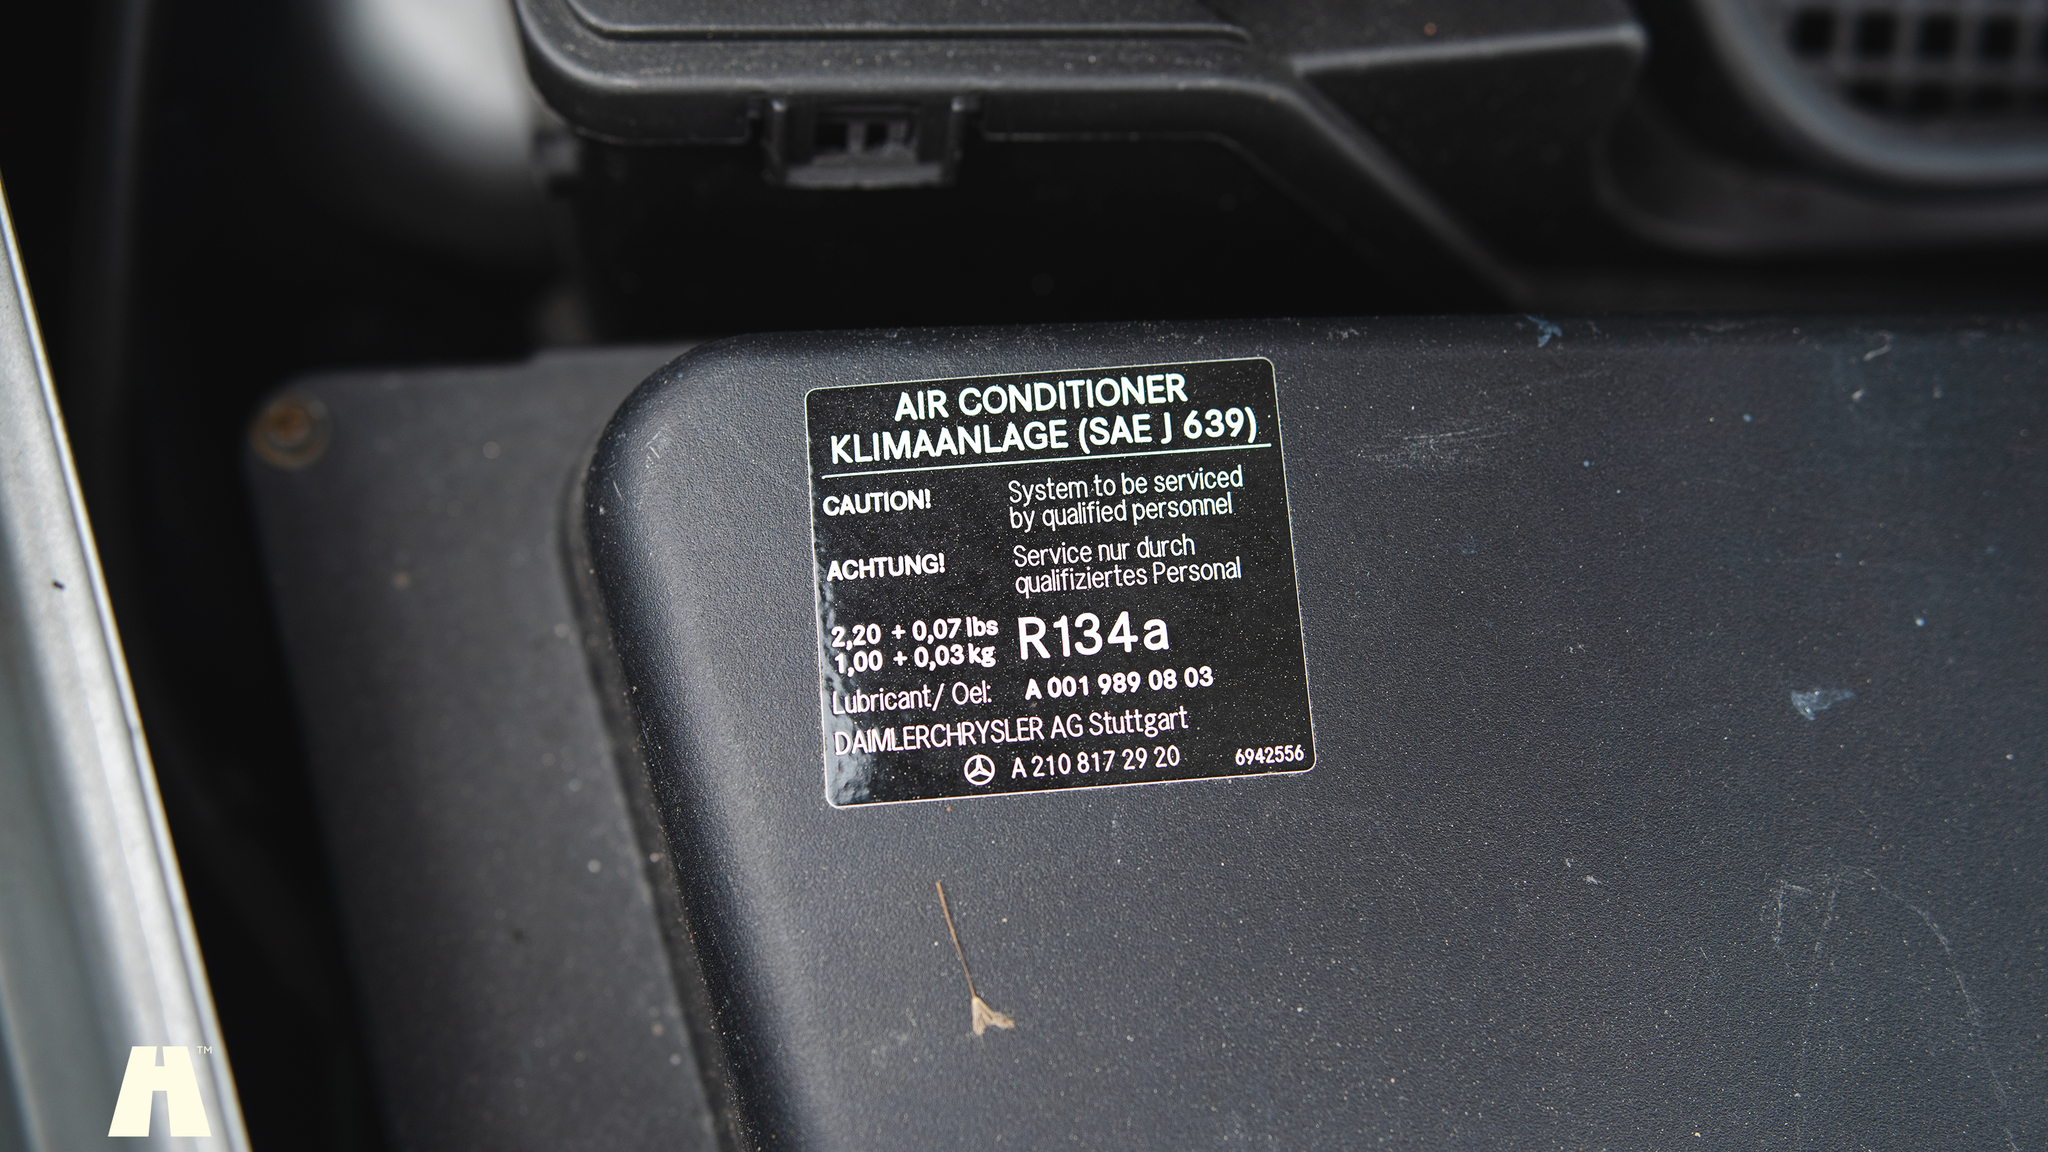 AIR CONDITIONER
KLIMAANLAGE (SAE J 639)
CAUTION! System to be serviced
by qualified personnel
ACHTUNG! Service nur durch
qualifiziertes Personal
2,20 + 0,07 lbs R134a
1,00 + 0,03 kg
Lubricant/ Oel: A 001 989 08 03
DAIMLERCHRYSLER AG Stuttgart
A 210 817 29 20 6942556
H™